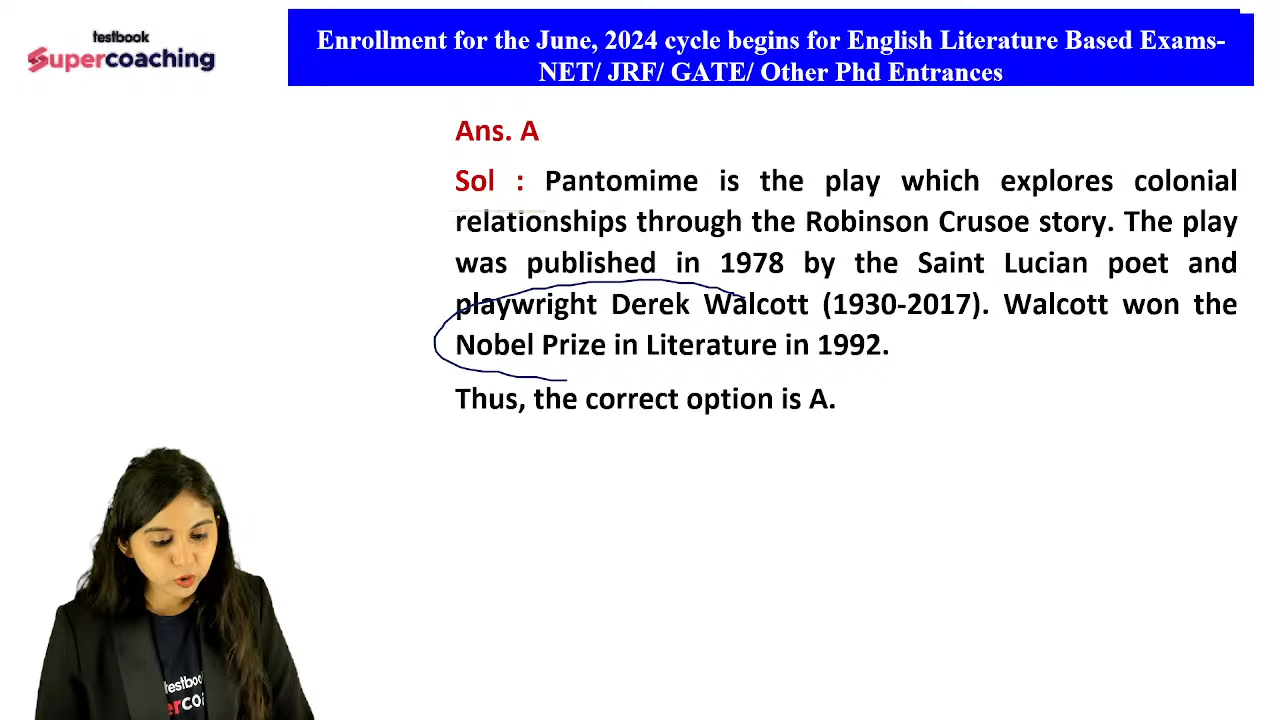 testbook
Supercoaching
Enrollment for the June, 2024 cycle begins for English Literature Based Exams-
NET/ JRF/ GATE/ Other Phd Entrances
Ans. A
Sol : Pantomime is the play which explores colonial
relationships through the Robinson Crusoe story. The play
was published in 1978 by the Saint Lucian poet and
playwright Derek Walcott (1930-2017). Walcott won the
Nobel Prize in Literature in 1992.
Thus, the correct option is A.
testbook